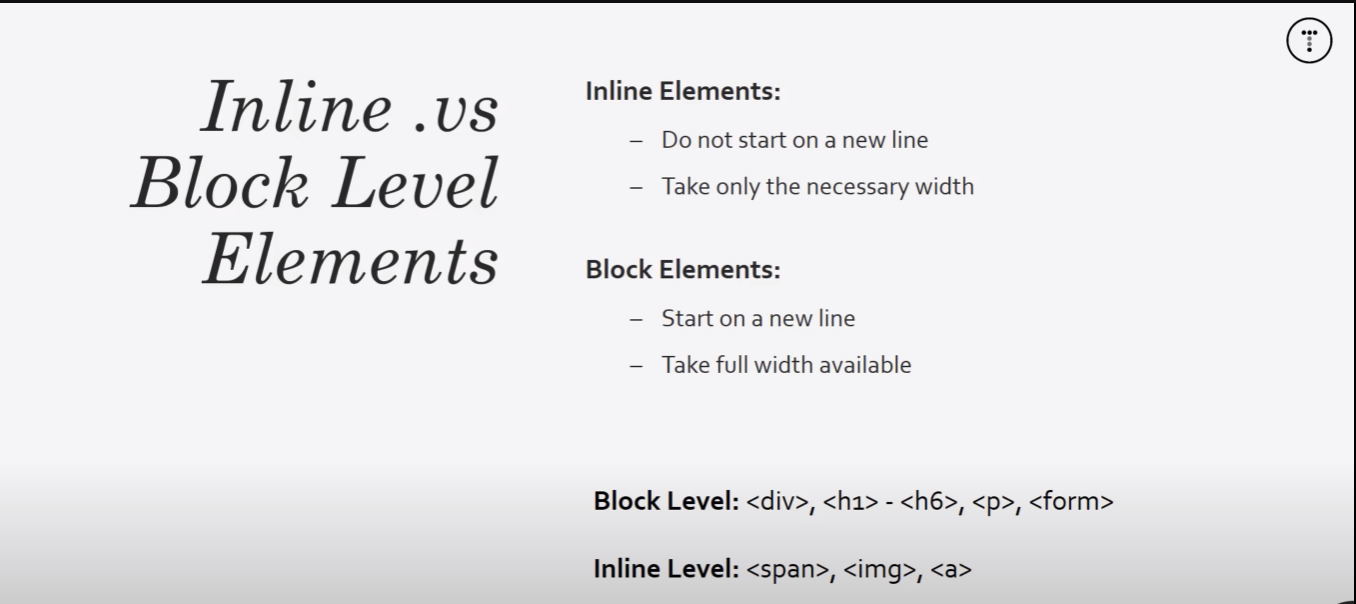 Inline .vs
Block Level
Elements
Inline Elements:
– Do not start on a new line
– Take only the necessary width
Block Elements:
– Start on a new line
– Take full width available
Block Level: <div>, <h1> - <h6>, <p>, <form>
Inline Level: <span>, <img>, <a>